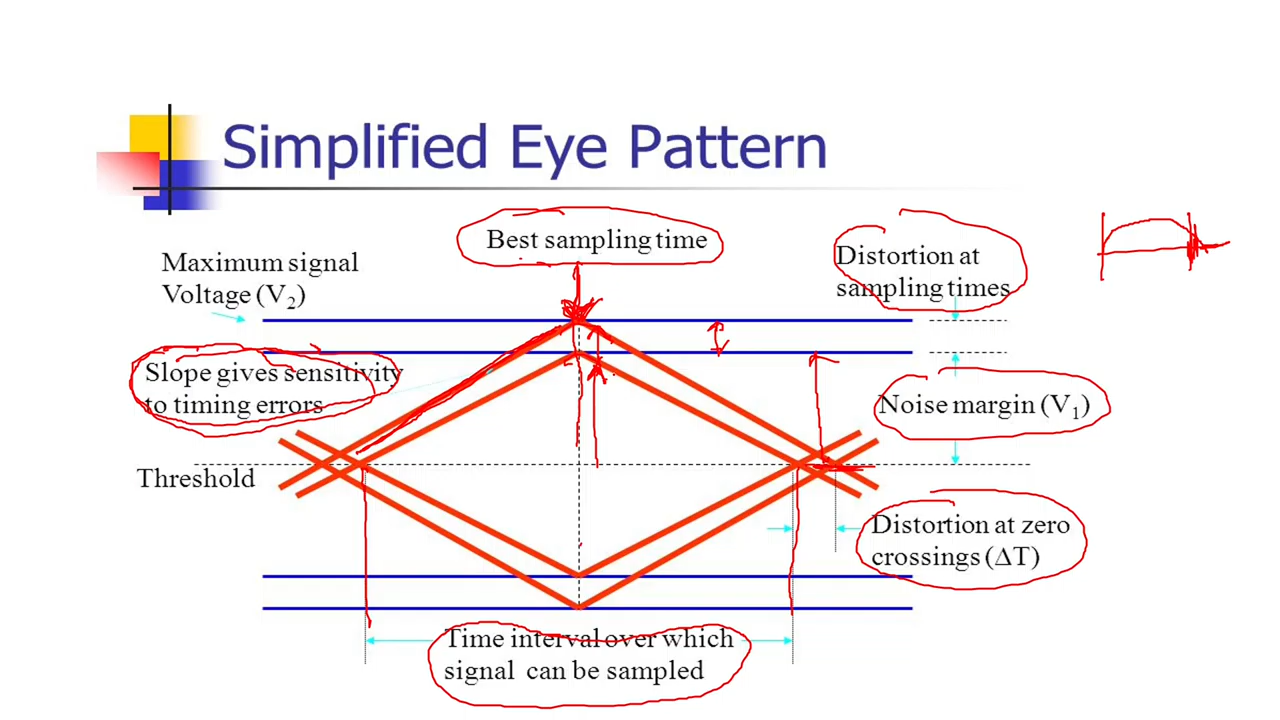 Simplified Eye Pattern
Best sampling time
Maximum signal
Voltage (V2)
Distortion at
sampling times
Slope gives sensitivity
to timing errors
Noise margin (V1)
Threshold
Distortion at zero
crossings (ΔT)
Time interval over which
signal can be sampled